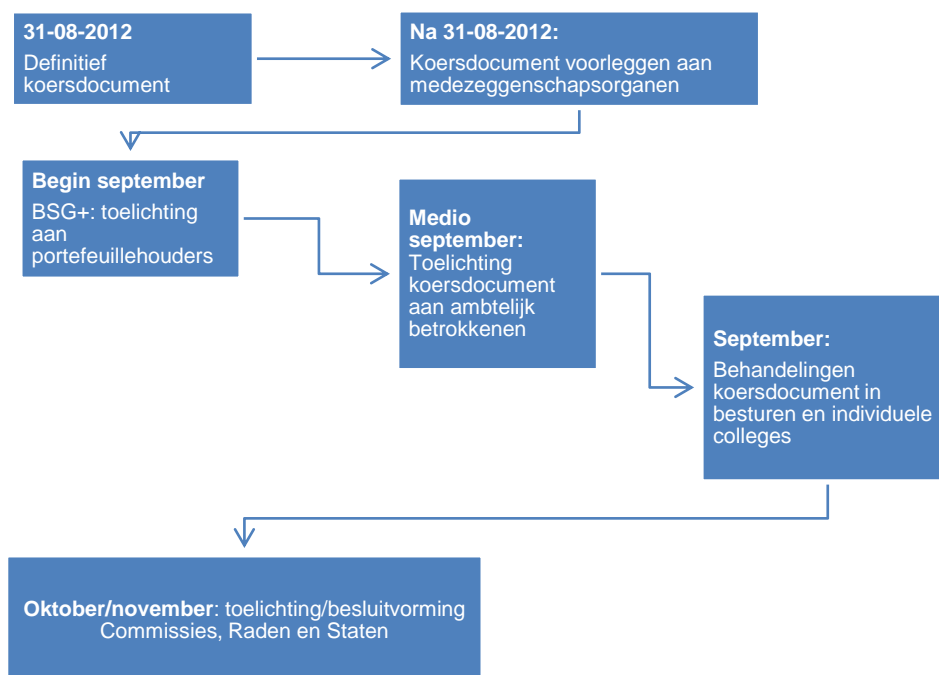 31-08-2012
Definitief
koersdocument
Na 31-08-2012:
Koersdocument voorleggen aan
medezeggenschapsorganen
Begin september
BSG+: toelichting
aan
portefeuillehouders
Medio
september:
Toelichting
koersdocument
aan ambtelijk
betrokkenen
September:
Behandelingen
koersdocument in
besturen en individuele
colleges
Oktober/november: toelichting/besluitvorming
Commissies, Raden en Staten